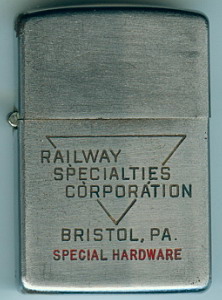 RAILWAY
SPECIALTIES
CORPORATION
BRISTOL, PA.
SPECIAL HARDWARE